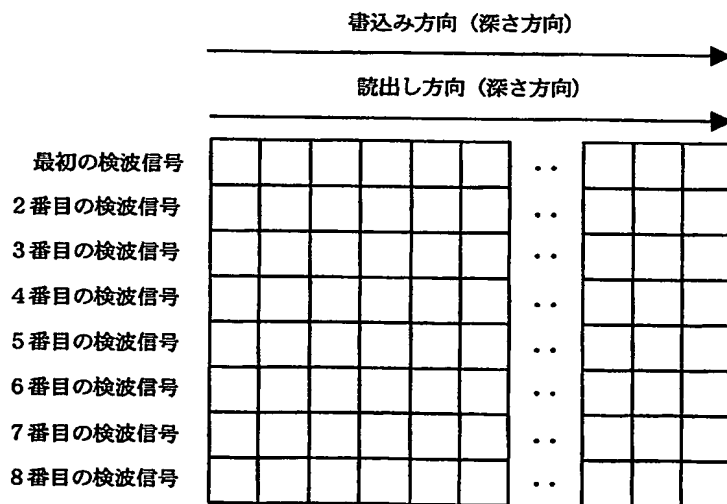 書込み方向（深さ方向）
読出し方向（深さ方向）
最初の検波信号
2番目の検波信号
3番目の検波信号
4番目の検波信号
5番目の検波信号
6番目の検波信号
7番目の検波信号
8番目の検波信号